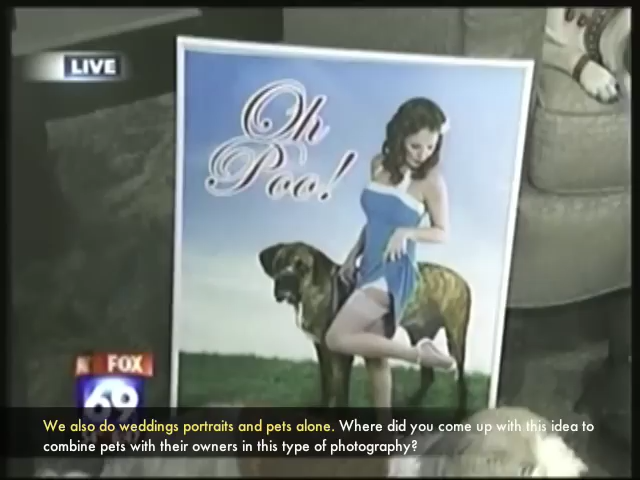 LIVE
Oh
Poo!
FOX
69
We also do weddings portraits and pets alone. Where did you come up with this idea to
combine pets with their owners in this type of photography?